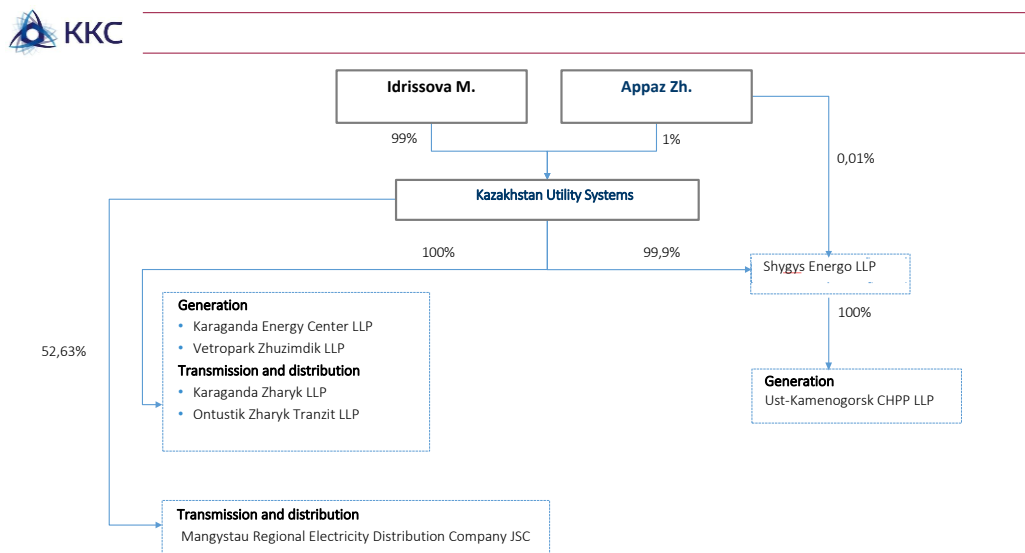 KKC
Idrissova M.
Appaz Zh.
99%
1%
0,01%
Kazakhstan Utility Systems
100%
99,9%
Shygys Energo LLP
100%
Generation
• Karaganda Energy Center LLP
• Vetropark Zhuzimdik LLP
Transmission and distribution
• Karaganda Zharyk LLP
• Ontustik Zharyk Tranzit LLP
52,63%
Generation
Ust-Kamenogorsk CHPP LLP
Transmission and distribution
Mangystau Regional Electricity Distribution Company JSC